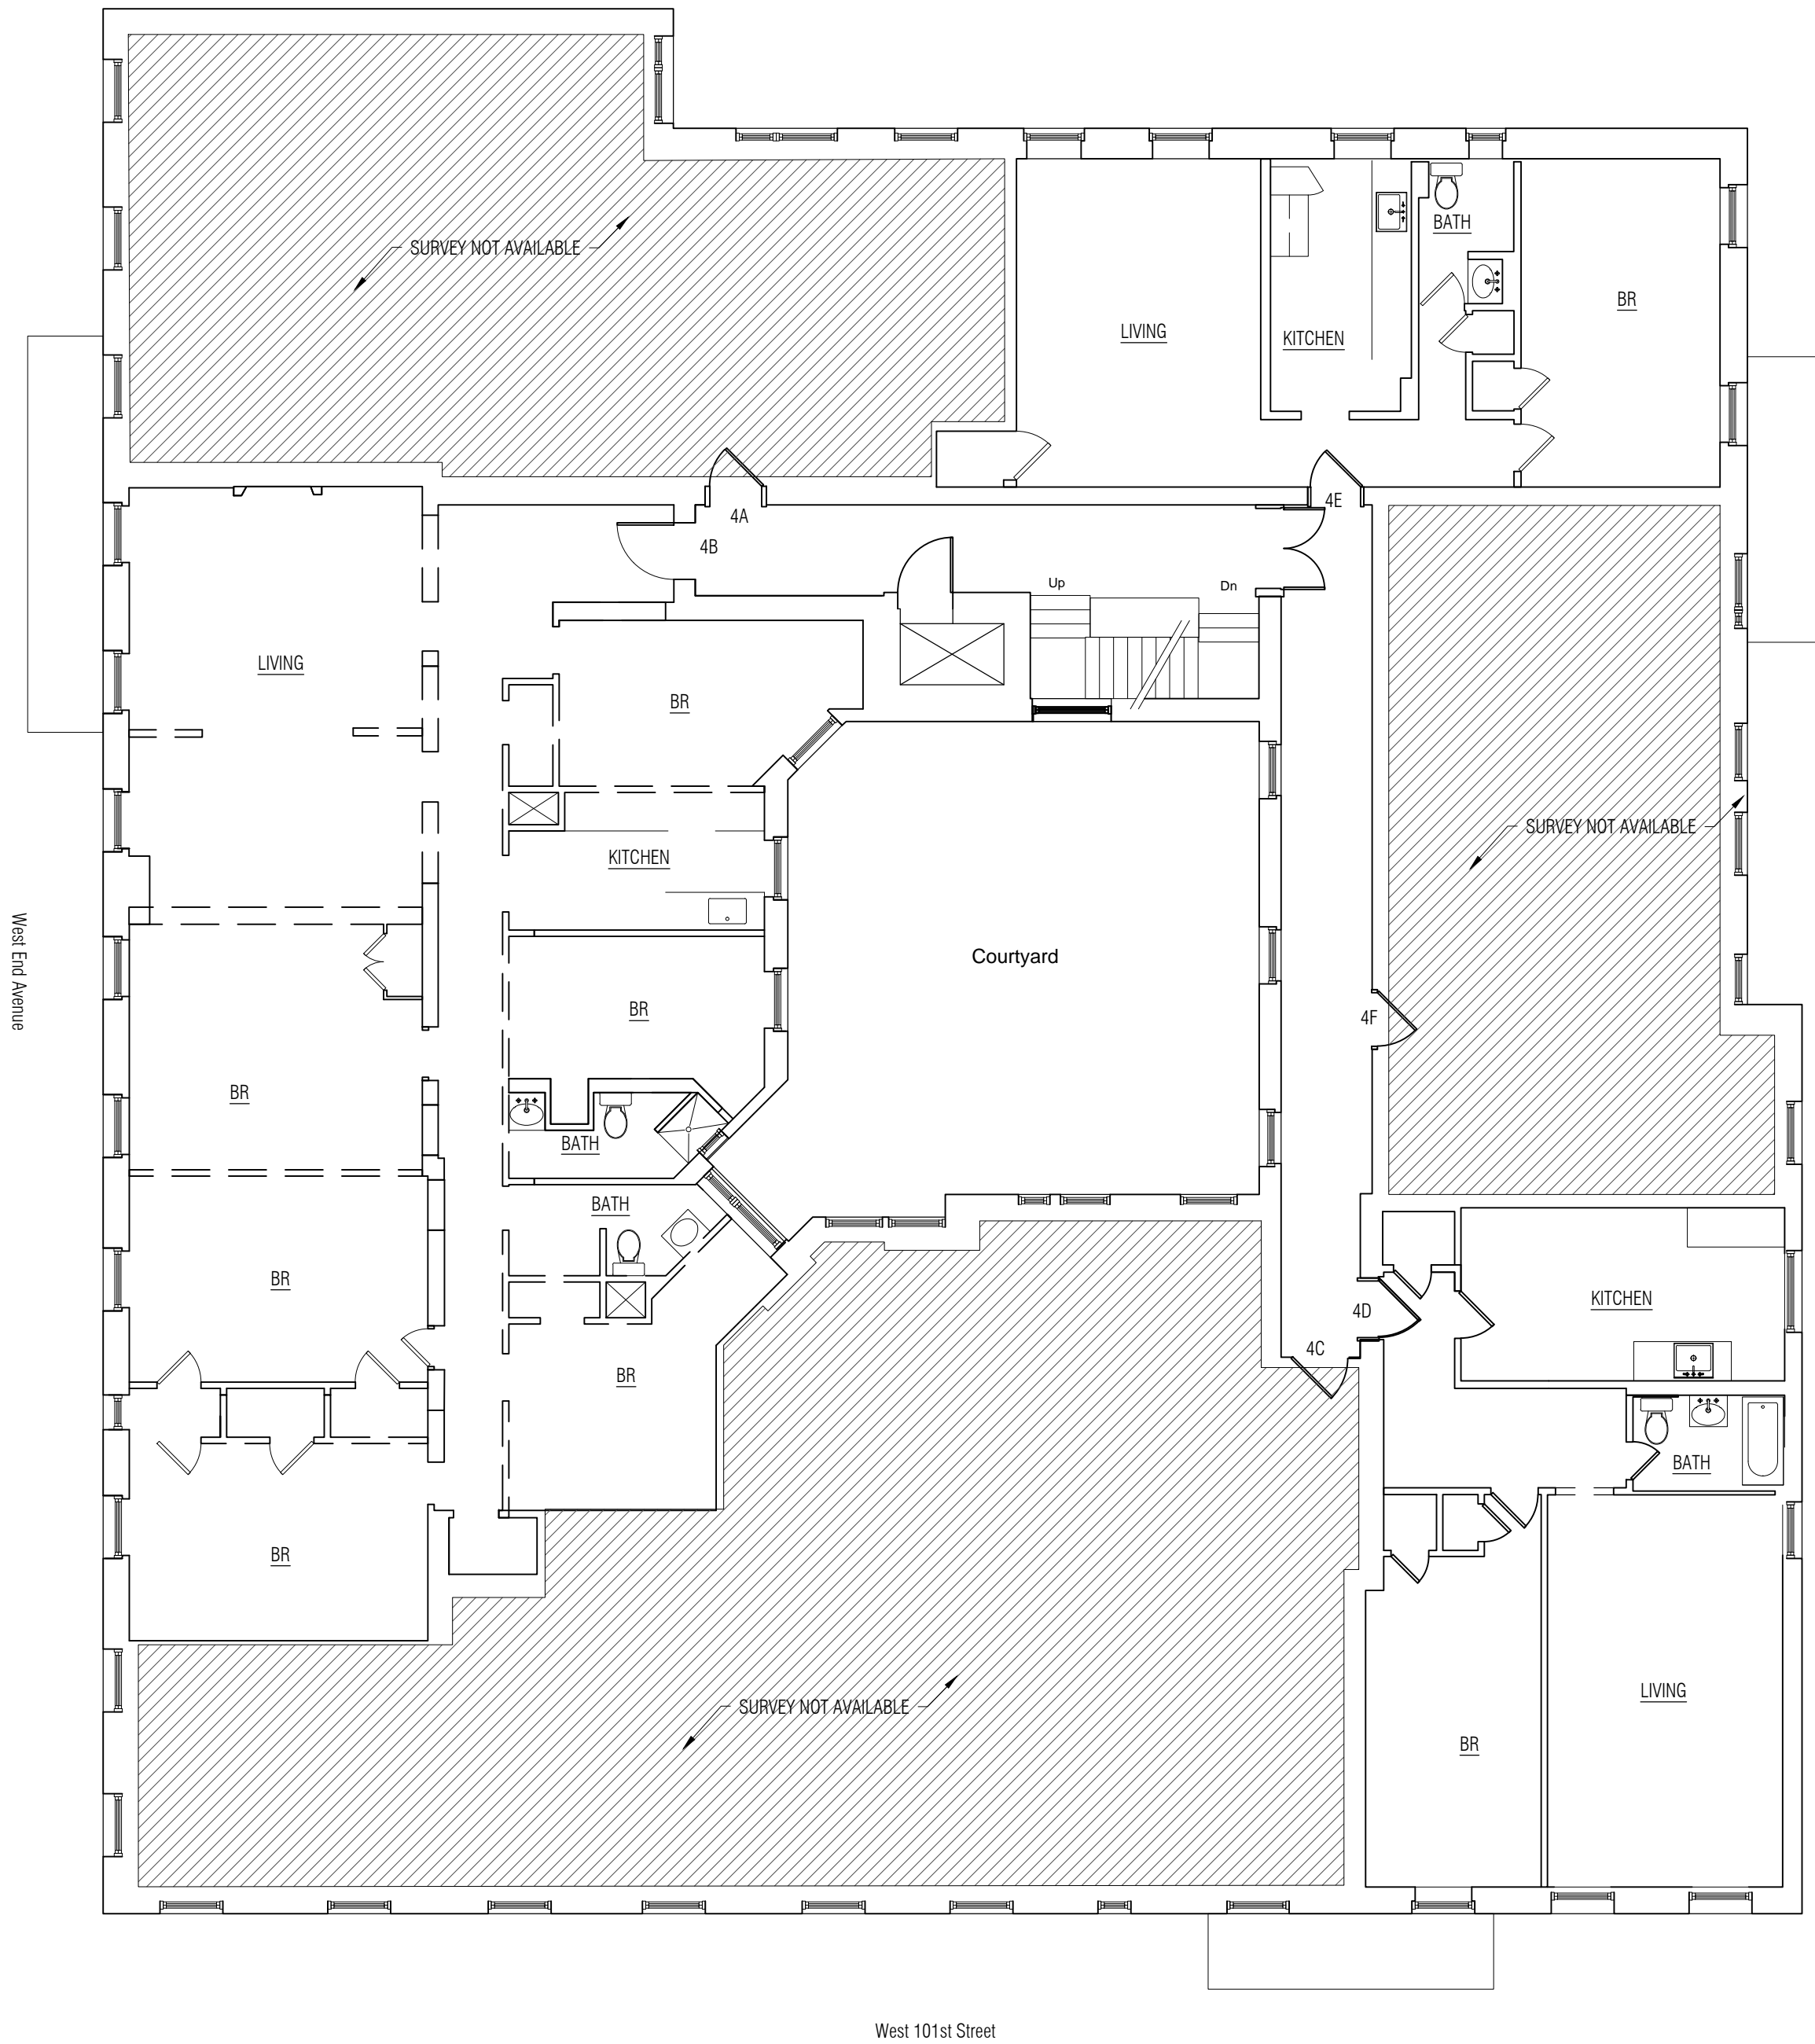 SURVEY NOT AVAILABLE
BATH
BR
LIVING
KITCHEN
4A
4E
4B
Up
Dn
LIVING
BR
SURVEY NOT AVAILABLE
KITCHEN
West End Avenue
Courtyard
BR
4F
BR
BATH
BATH
BR
KITCHEN
4D
4C
BR
BATH
BR
LIVING
SURVEY NOT AVAILABLE
BR
West 101st Street